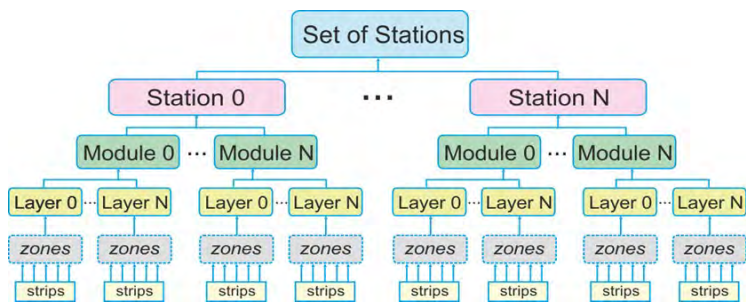 Set of Stations
Station 0 ... Station N
Module 0 ... Module N Module 0 ... Module N
Layer 0 ... Layer N Layer 0 ... Layer N Layer 0 ... Layer N Layer 0 ... Layer N
zones zones zones zones zones zones zones zones
strips strips strips strips strips strips strips strips